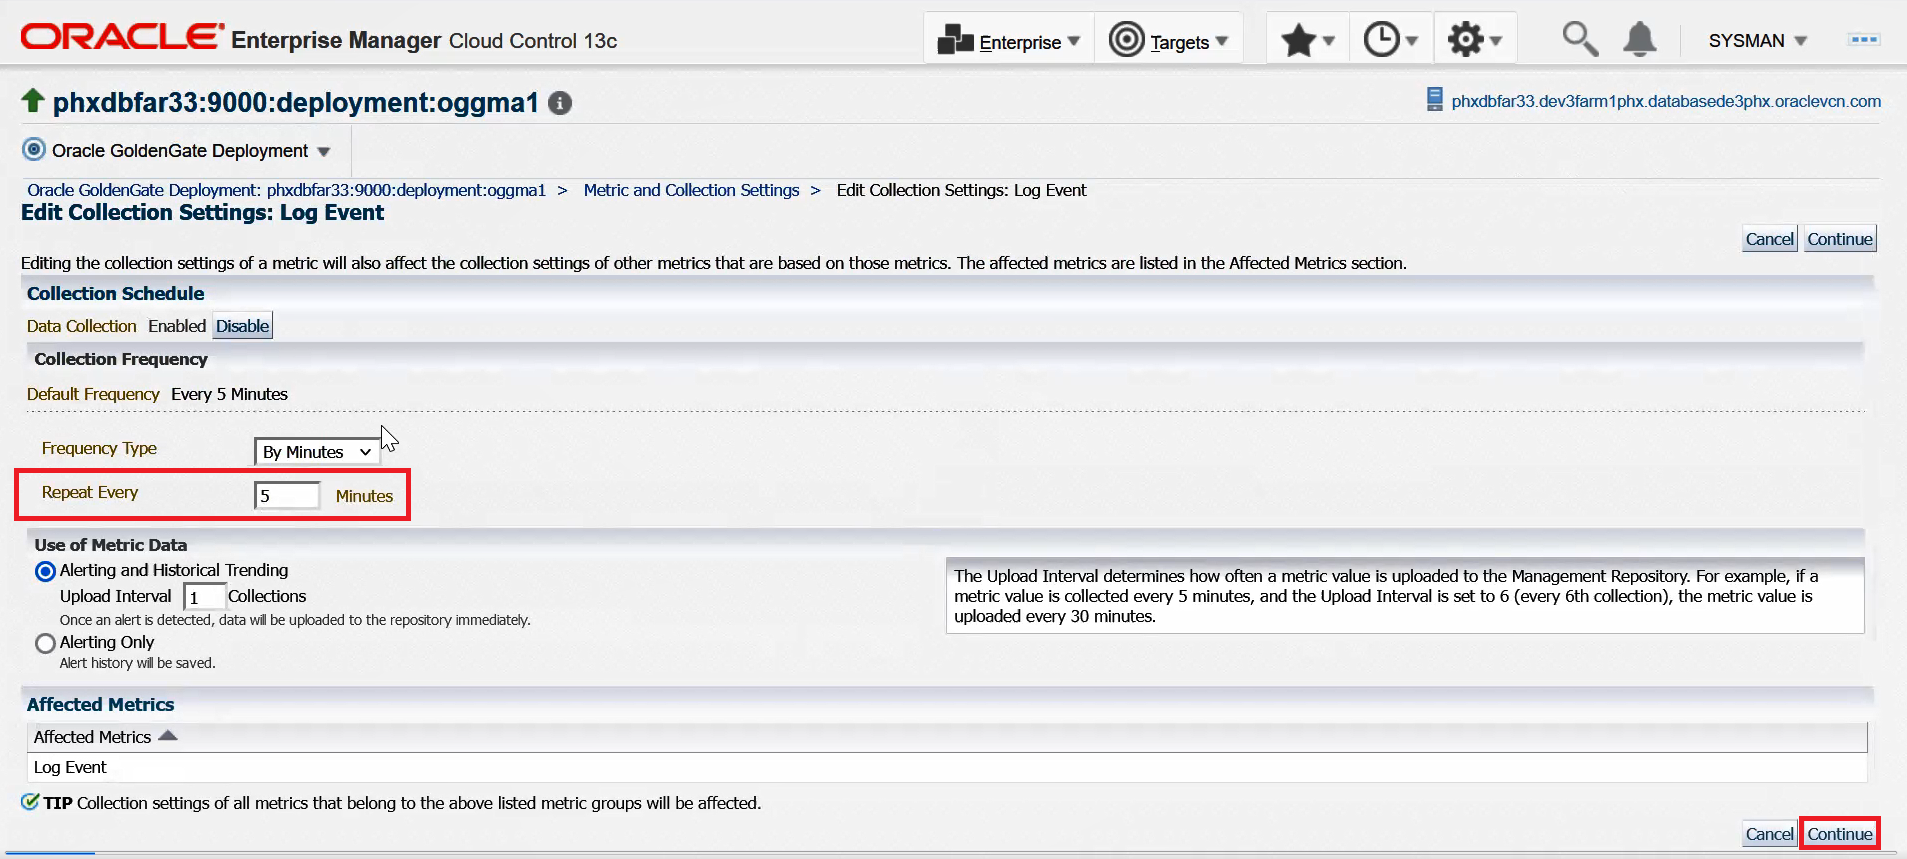 ORACLE Enterprise Manager Cloud Control 13c
Enterprise
Targets
SYSMAN
phxdbfar33:9000:deployment:oggma1
phxdbfar33.dev3farm1phx.databasede3phx.oraclevcn.com
Oracle GoldenGate Deployment
Oracle GoldenGate Deployment: phxdbfar33:9000:deployment:oggma1 > Metric and Collection Settings > Edit Collection Settings: Log Event
Edit Collection Settings: Log Event
Cancel Continue
Editing the collection settings of a metric will also affect the collection settings of other metrics that are based on those metrics. The affected metrics are listed in the Affected Metrics section.
Collection Schedule
Data Collection Enabled Disable
Collection Frequency
Default Frequency Every 5 Minutes
Frequency Type By Minutes
Repeat Every 5 Minutes
Use of Metric Data
Alerting and Historical Trending
Upload Interval 1 Collections
Once an alert is detected, data will be uploaded to the repository immediately.
Alerting Only
Alert history will be saved.
The Upload Interval determines how often a metric value is uploaded to the Management Repository. For example, if a
metric value is collected every 5 minutes, and the Upload Interval is set to 6 (every 6th collection), the metric value is
uploaded every 30 minutes.
Affected Metrics
Affected Metrics
Log Event
TIP Collection settings of all metrics that belong to the above listed metric groups will be affected.
Cancel Continue